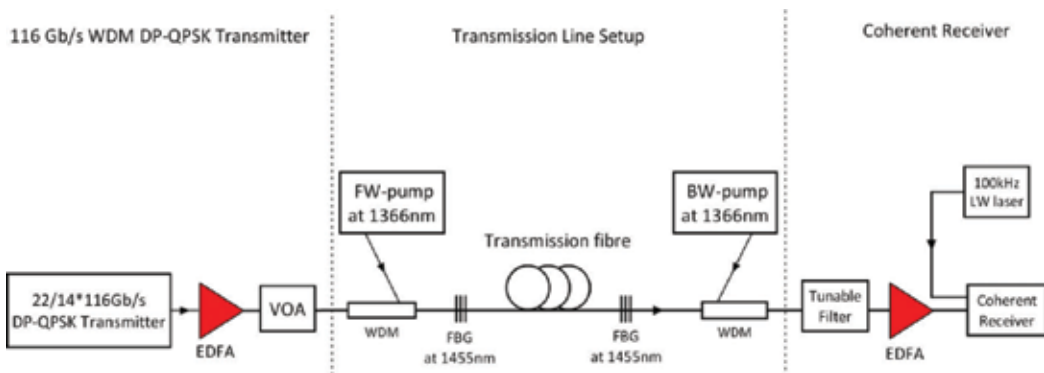 116 Gb/s WDM DP-QPSK Transmitter
Transmission Line Setup
Coherent Receiver
FW-pump
at 1366nm
BW-pump
at 1366nm
100kHz
LW laser
Transmission fibre
22/14*116Gb/s
DP-QPSK Transmitter
EDFA
VOA
WDM
FBG
at 1455nm
FBG
at 1455nm
WDM
Tunable
Filter
EDFA
Coherent
Receiver